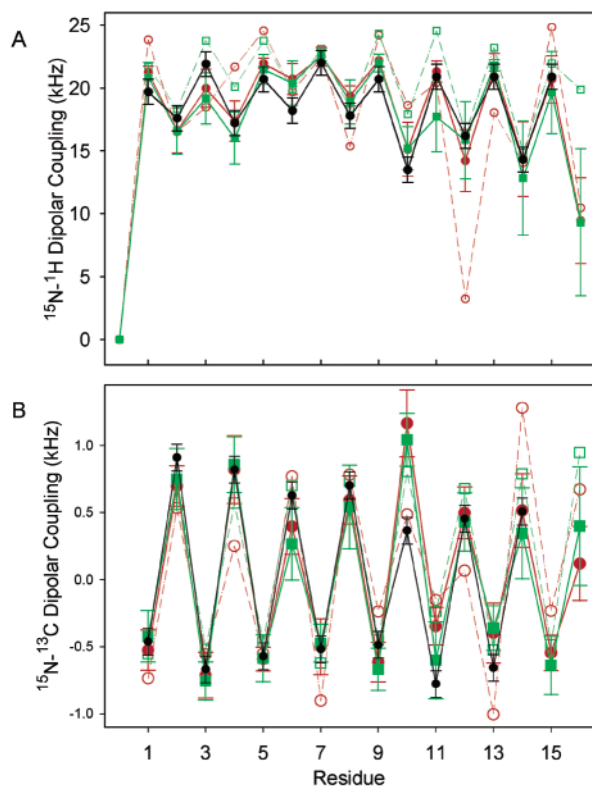 A
¹⁵N-¹H Dipolar Coupling (kHz)
25
20
15
10
5
0
B
¹⁵N-¹³C Dipolar Coupling (kHz)
1.0
0.5
0.0
-0.5
-1.0
1 3 5 7 9 11 13 15
Residue